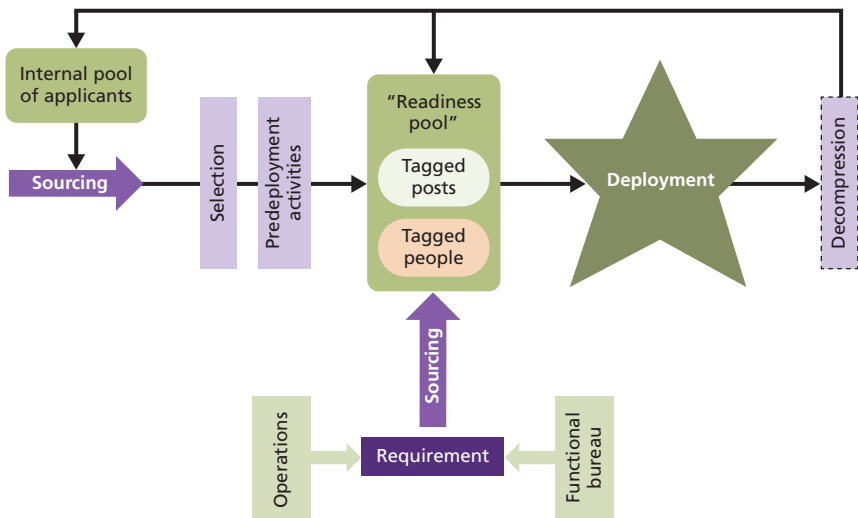 Internal pool
of applicants
Sourcing
Selection
Predeployment
activities
“Readiness
pool”
Tagged
posts
Tagged
people
Deployment
Decompression
Sourcing
Operations
Requirement
Functional
bureau